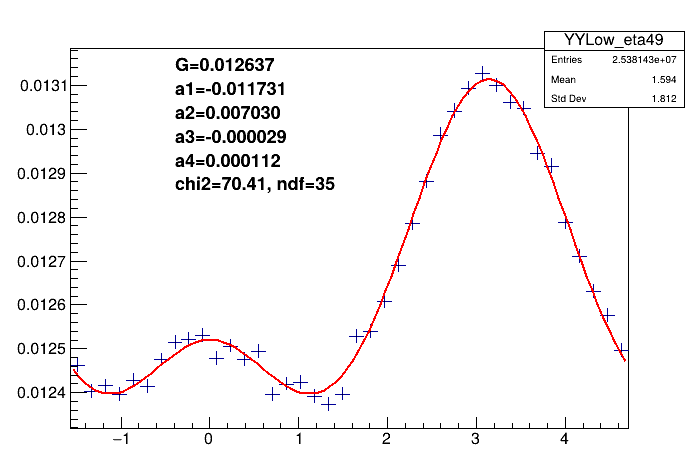 YYLow_eta49
Entries 2.538143e+07
Mean 1.594
Std Dev 1.812
G=0.012637
a1=-0.011731
a2=0.007030
a3=-0.000029
a4=0.000112
chi2=70.41, ndf=35
0.0131
0.013
0.0129
0.0128
0.0127
0.0126
0.0125
0.0124
−1 0 1 2 3 4